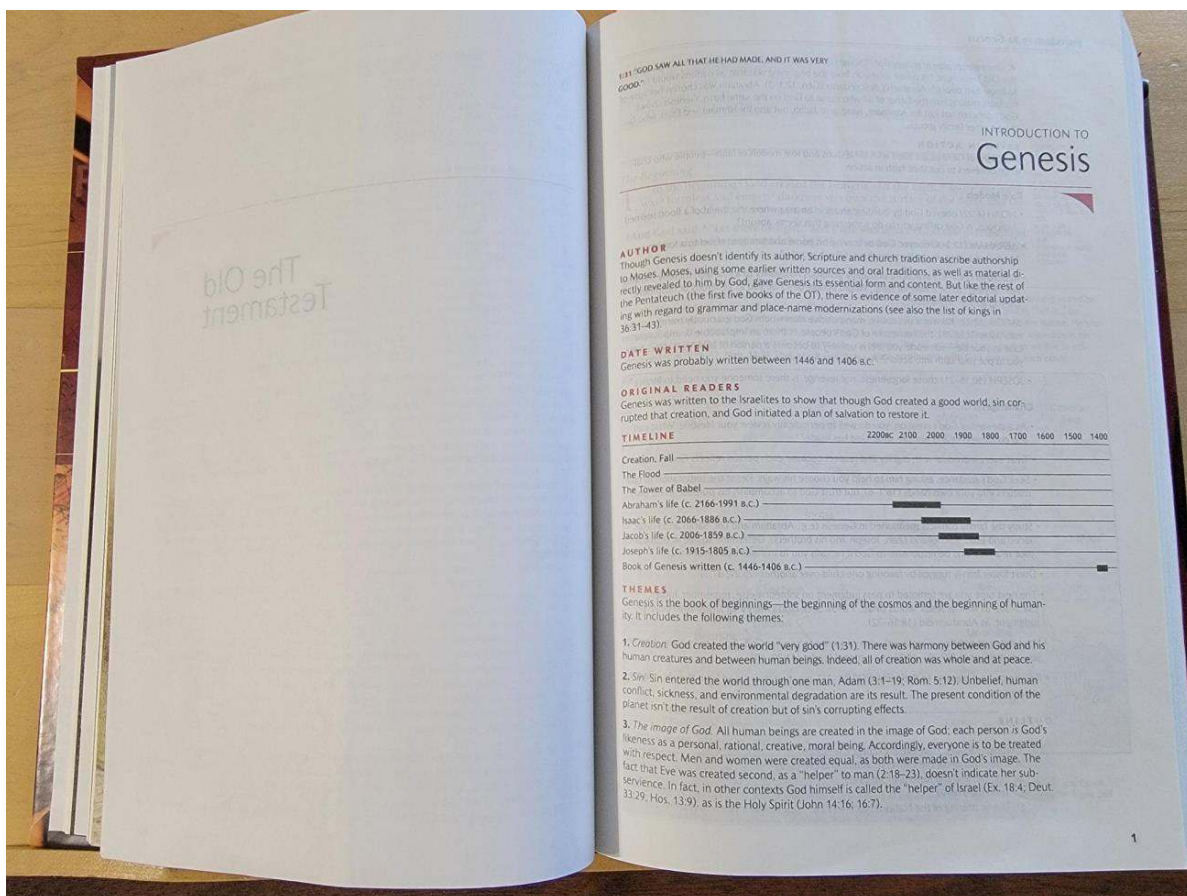 The Old
Testament
1:31 "GOD SAW ALL THAT HE HAD MADE, AND IT WAS VERY
GOOD."
INTRODUCTION TO
Genesis
AUTHOR
Though Genesis doesn't identify its author, Scripture and church tradition ascribe authorship
to Moses. Moses, using some earlier written sources and oral traditions, as well as material di-
rectly revealed to him by God, gave Genesis its essential form and content. But like the rest of
the Pentateuch (the first five books of the OT), there is evidence of some later editorial updat-
ing with regard to grammar and place-name modernizations (see also the list of kings in
36:31–43).
DATE WRITTEN
Genesis was probably written between 1446 and 1406 B.C.
ORIGINAL READERS
Genesis was written to the Israelites to show that though God created a good world, sin cor-
rupted that creation, and God initiated a plan of salvation to restore it.
TIMELINE 2200BC 2100 2000 1900 1800 1700 1600 1500 1400
Creation, Fall
The Flood
The Tower of Babel
Abraham's life (c. 2166-1991 B.C.)
Isaac's life (c. 2066-1886 B.C.)
Jacob's life (c. 2006-1859 B.C.)
Joseph's life (c. 1915-1805 B.C.)
Book of Genesis written (c. 1446-1406 B.C.)
THEMES
Genesis is the book of beginnings—the beginning of the cosmos and the beginning of human-
ity. It includes the following themes:
1. Creation. God created the world "very good" (1:31). There was harmony between God and his
human creatures and between human beings. Indeed, all of creation was whole and at peace.
2. Sin. Sin entered the world through one man, Adam (3:1–19; Rom. 5:12). Unbelief, human
conflict, sickness, and environmental degradation are its result. The present condition of the
planet isn't the result of creation but of sin's corrupting effects.
3. The image of God. All human beings are created in the image of God; each person is God's
likeness as a personal, rational, creative, moral being. Accordingly, everyone is to be treated
with respect. Men and women were created equal, as both were made in God's image. The
fact that Eve was created second, as a "helper" to man (2:18–23), doesn't indicate her sub-
servience. In fact, in other contexts God himself is called the "helper" of Israel (Ex. 18:4; Deut.
33:29; Hos. 13:9), as is the Holy Spirit (John 14:16; 16:7).
1